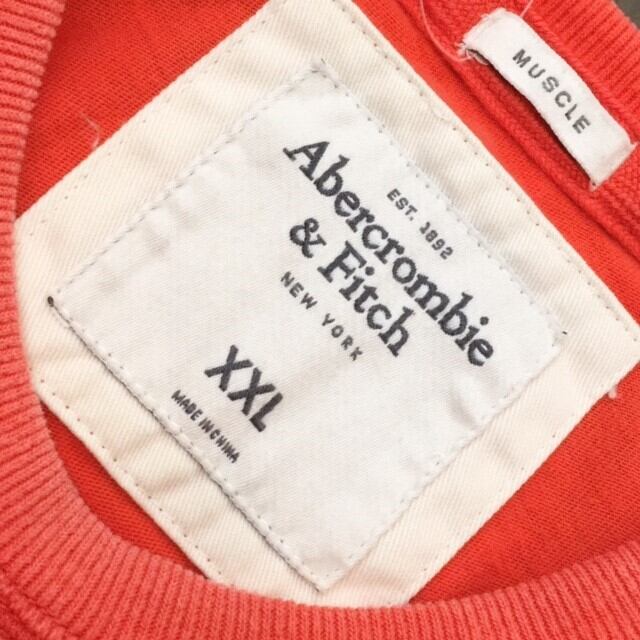 MUSCLE
EST. 1892
Abercrombie
& Fitch
NEW YORK
XXL
MADE IN CHINA